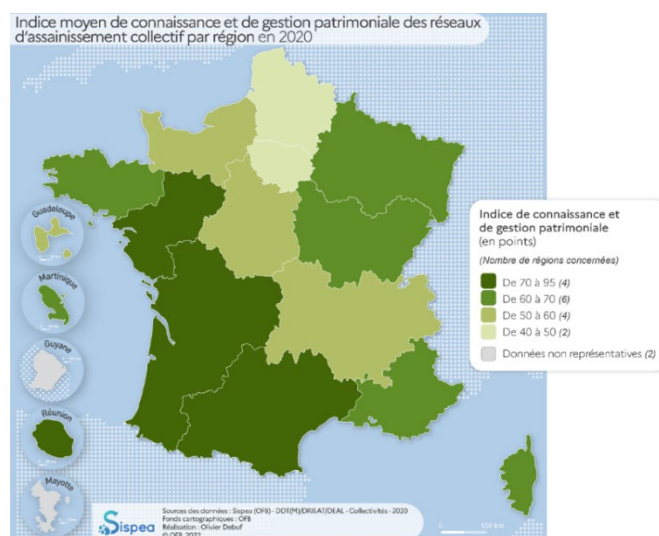 Indice moyen de connaissance et de gestion patrimoniale des réseaux
d'assainissement collectif par région en 2020
Guadeloupe
Martinique
Guyane
Réunion
Mayotte
Indice de connaissance et
de gestion patrimoniale
(en points)
(Nombre de régions concernées)
De 70 à 95 (4)
De 60 à 70 (6)
De 50 à 60 (4)
De 40 à 50 (2)
Données non représentatives (2)
Sispea
Sources des données : Sispea (OFB) - DDT(M)/DRIEAT/DEAL - Collectivités - 2020
Fonds cartographiques : OFB
Réalisation : Olivier Debuf
© OFB, 2022
100 km